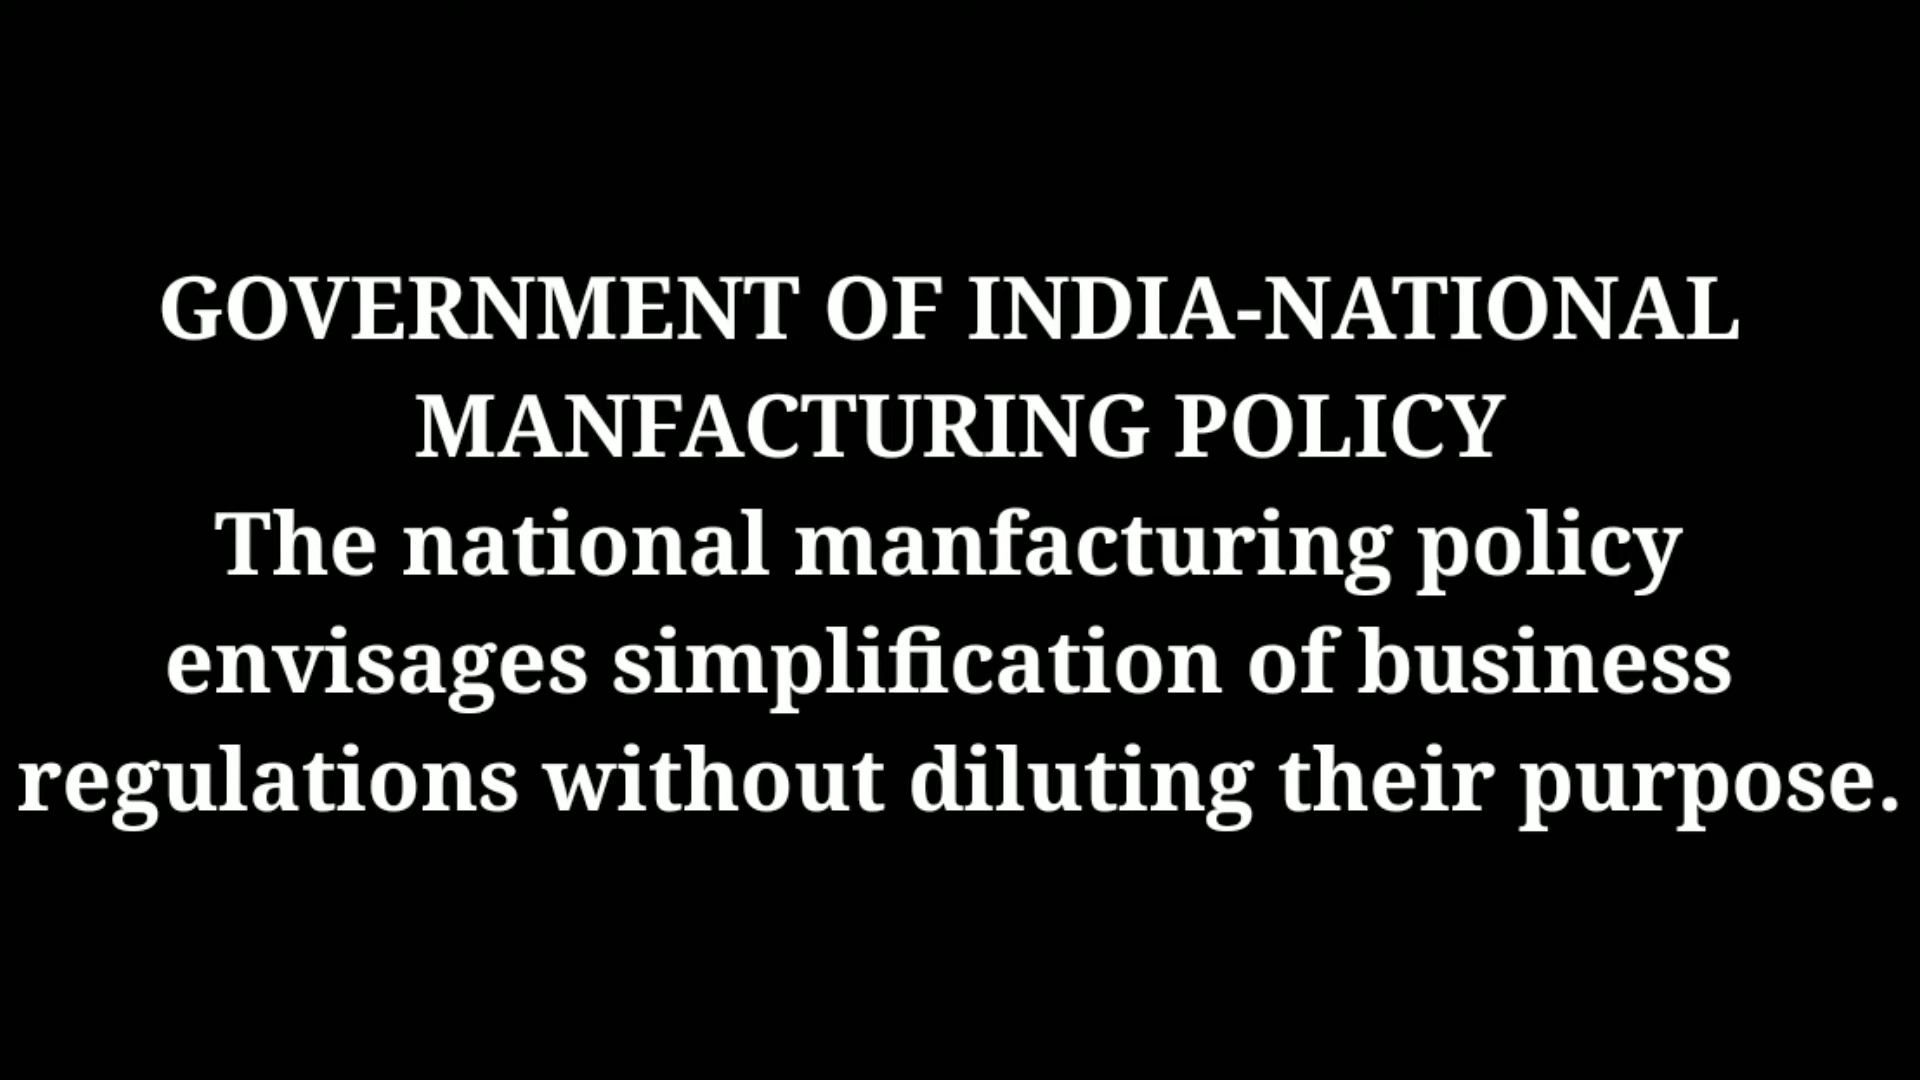 GOVERNMENT OF INDIA-NATIONAL
MANFACTURING POLICY
The national manfacturing policy
envisages simplification of business
regulations without diluting their purpose.